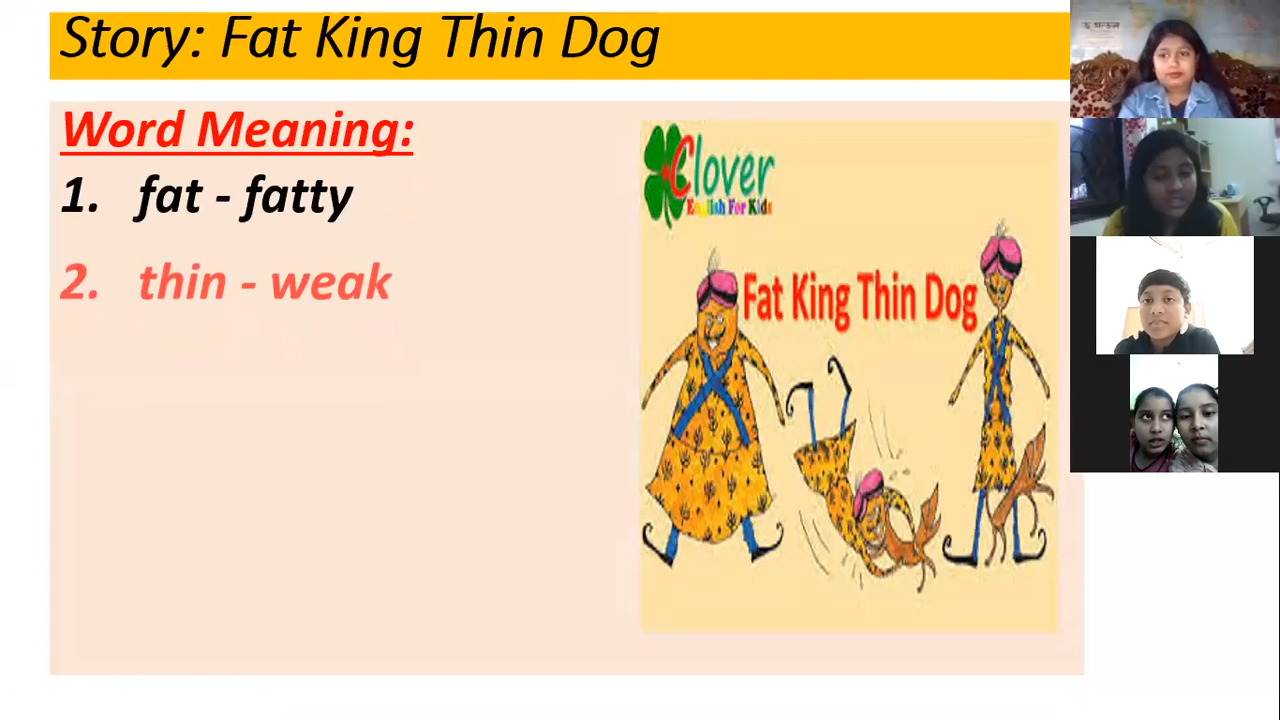 Story: Fat King Thin Dog
Word Meaning:
1. fat - fatty
2. thin - weak
Clover
English For Kids
Fat King Thin Dog